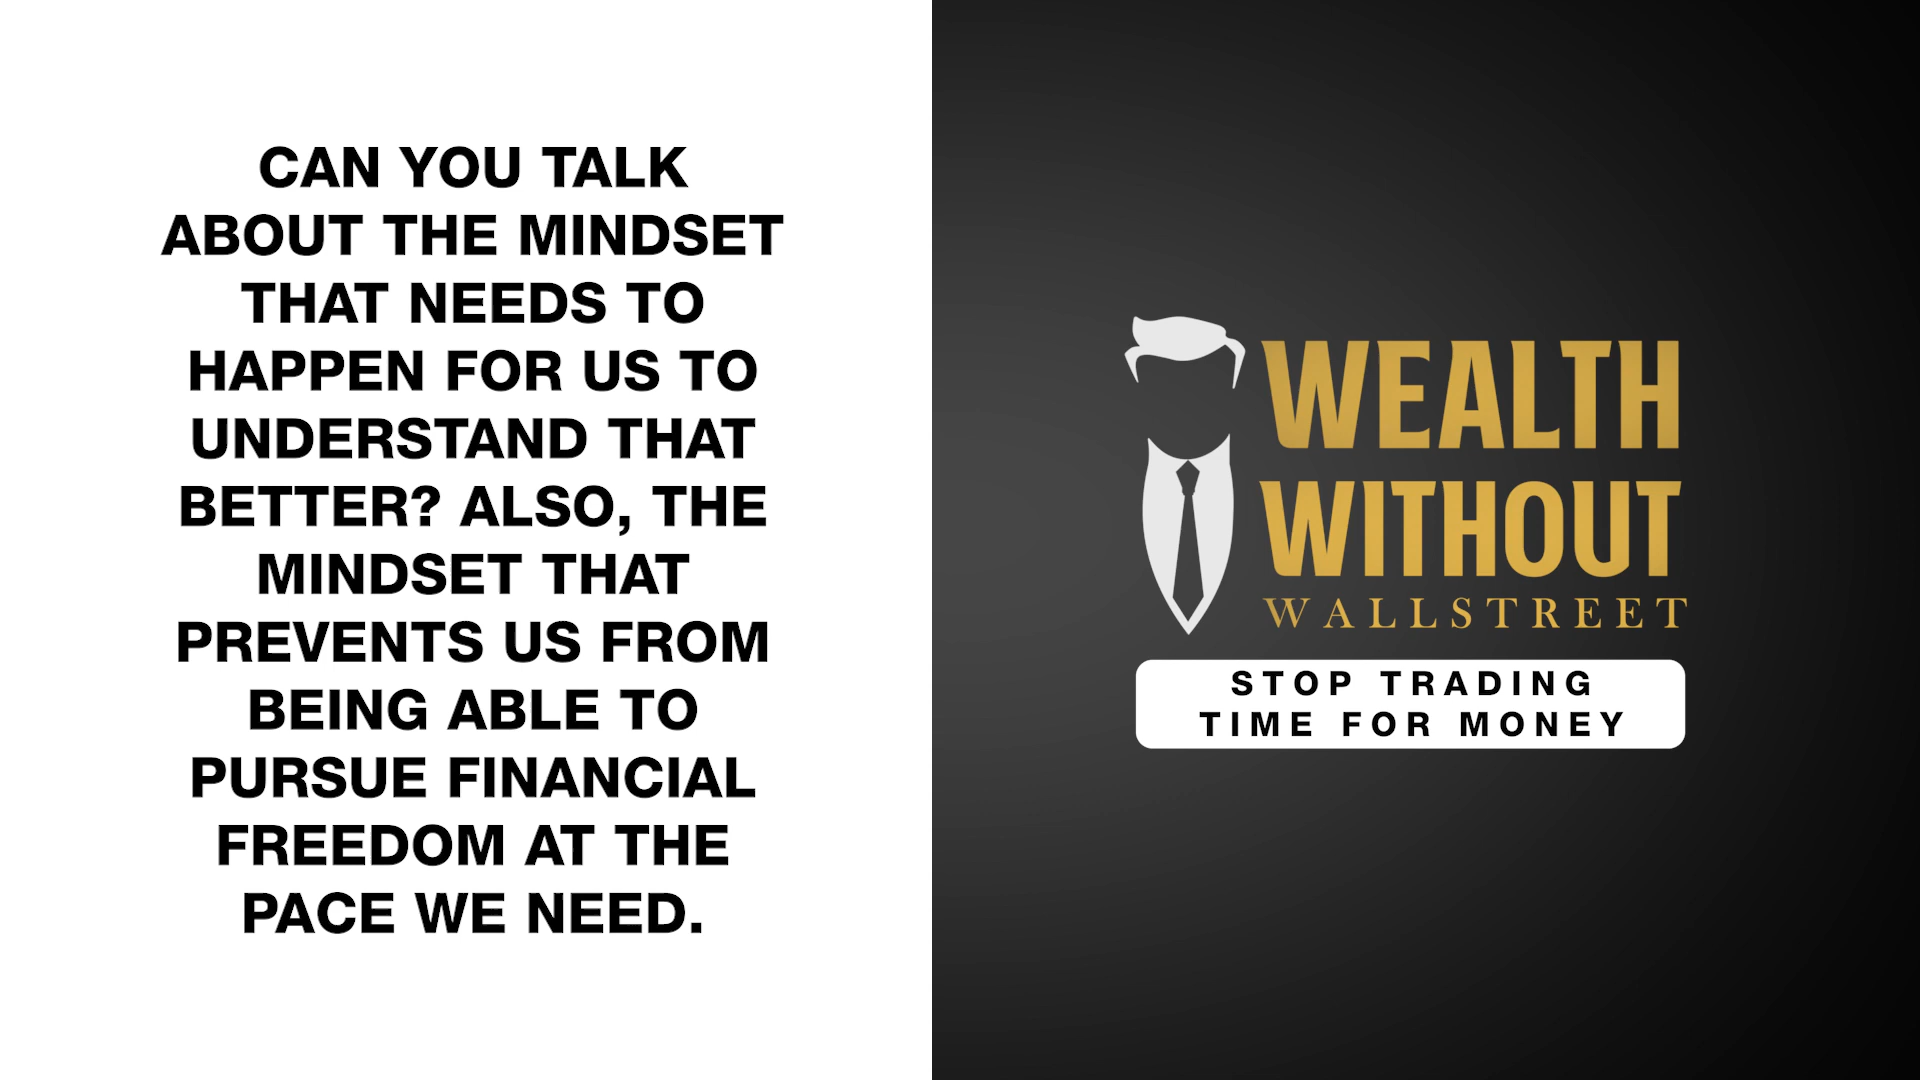 CAN YOU TALK
ABOUT THE MINDSET
THAT NEEDS TO
HAPPEN FOR US TO
UNDERSTAND THAT
BETTER? ALSO, THE
MINDSET THAT
PREVENTS US FROM
BEING ABLE TO
PURSUE FINANCIAL
FREEDOM AT THE
PACE WE NEED.
WEALTH
WITHOUT
WALLSTREET
STOP TRADING
TIME FOR MONEY